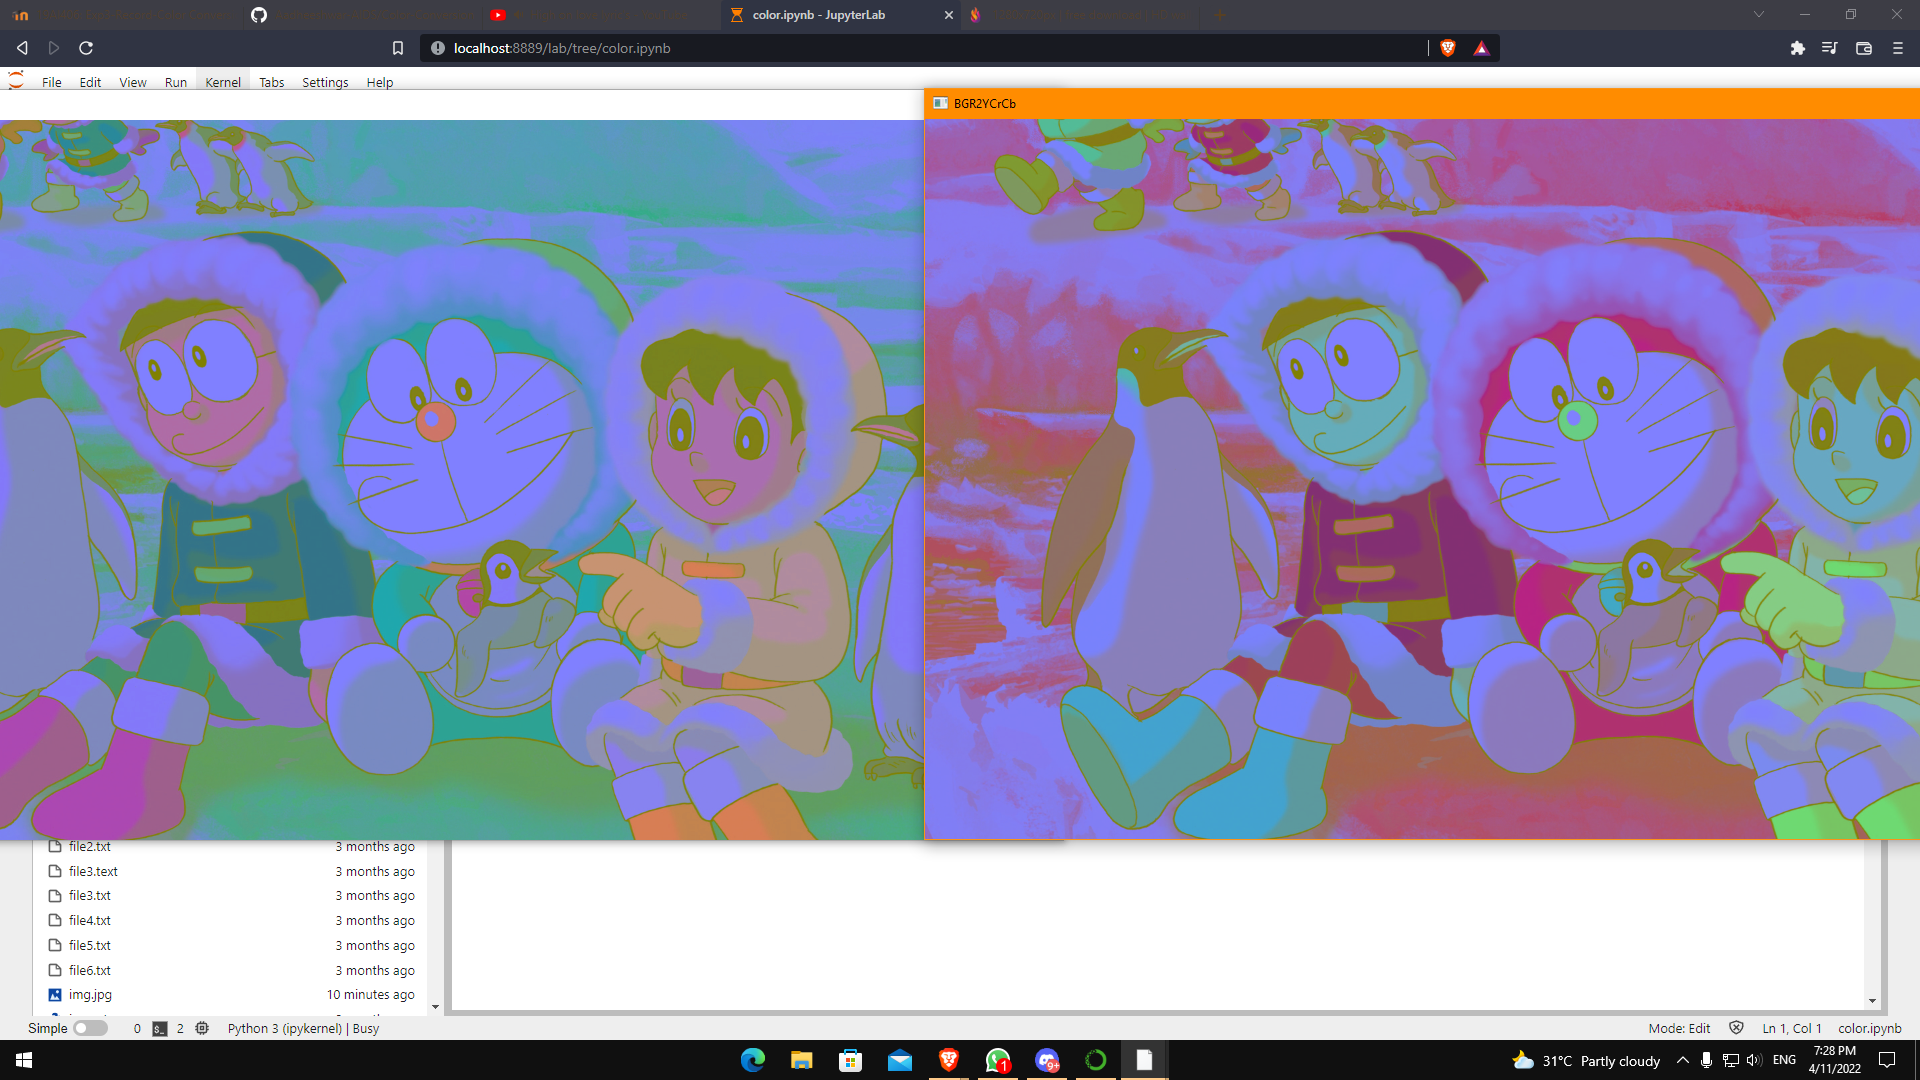 color.ipynb - JupyterLab
localhost:8889/lab/tree/color.ipynb
File Edit View Run Kernel Tabs Settings Help
BGR2YCrCb
file2.txt 3 months ago
file3.text 3 months ago
file3.txt 3 months ago
file4.txt 3 months ago
file5.txt 3 months ago
file6.txt 3 months ago
img.jpg 10 minutes ago
Simple 0 2 Python 3 (ipykernel) | Busy Mode: Edit Ln 1, Col 1 color.ipynb
1 9+ 31°C Partly cloudy ENG 7:28 PM
4/11/2022